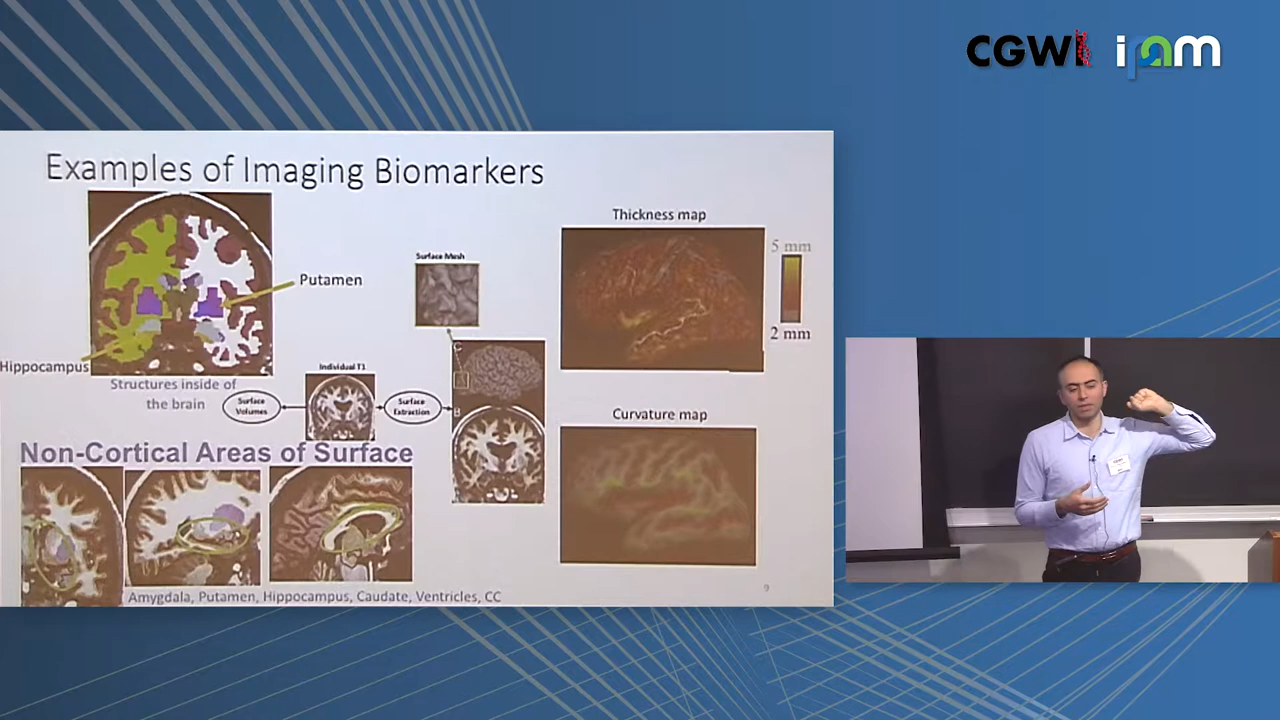 CGWI ipam
Examples of Imaging Biomarkers
Thickness map
5 mm
2 mm
Surface Mesh
Putamen
Hippocampus
Structures inside of
the brain
Individual T1
Surface
Volumes
Surface
Extraction
C
B
Curvature map
Non-Cortical Areas of Surface
Amygdala, Putamen, Hippocampus, Caudate, Ventricles, CC
9